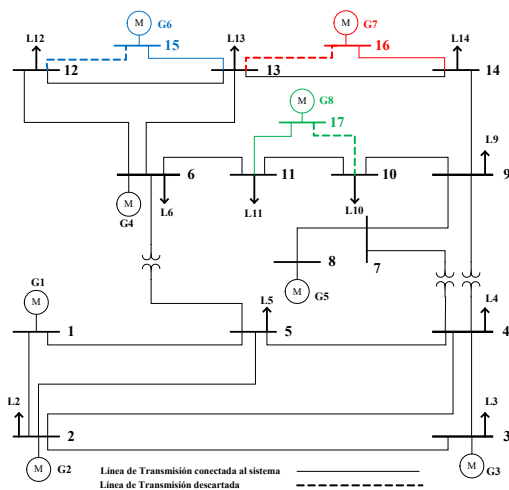 M G6
M G7
L12 15 L13 16 L14
12 13 14
M G8
17
L9
6 11 10 9
M L6 L11 L10
G4
8 7
G1
M
M G5
L5 L4
1 5 4
L2 L3
2 3
M G2
M G3
Línea de Transmisión conectada al sistema
Línea de Transmisión descartada